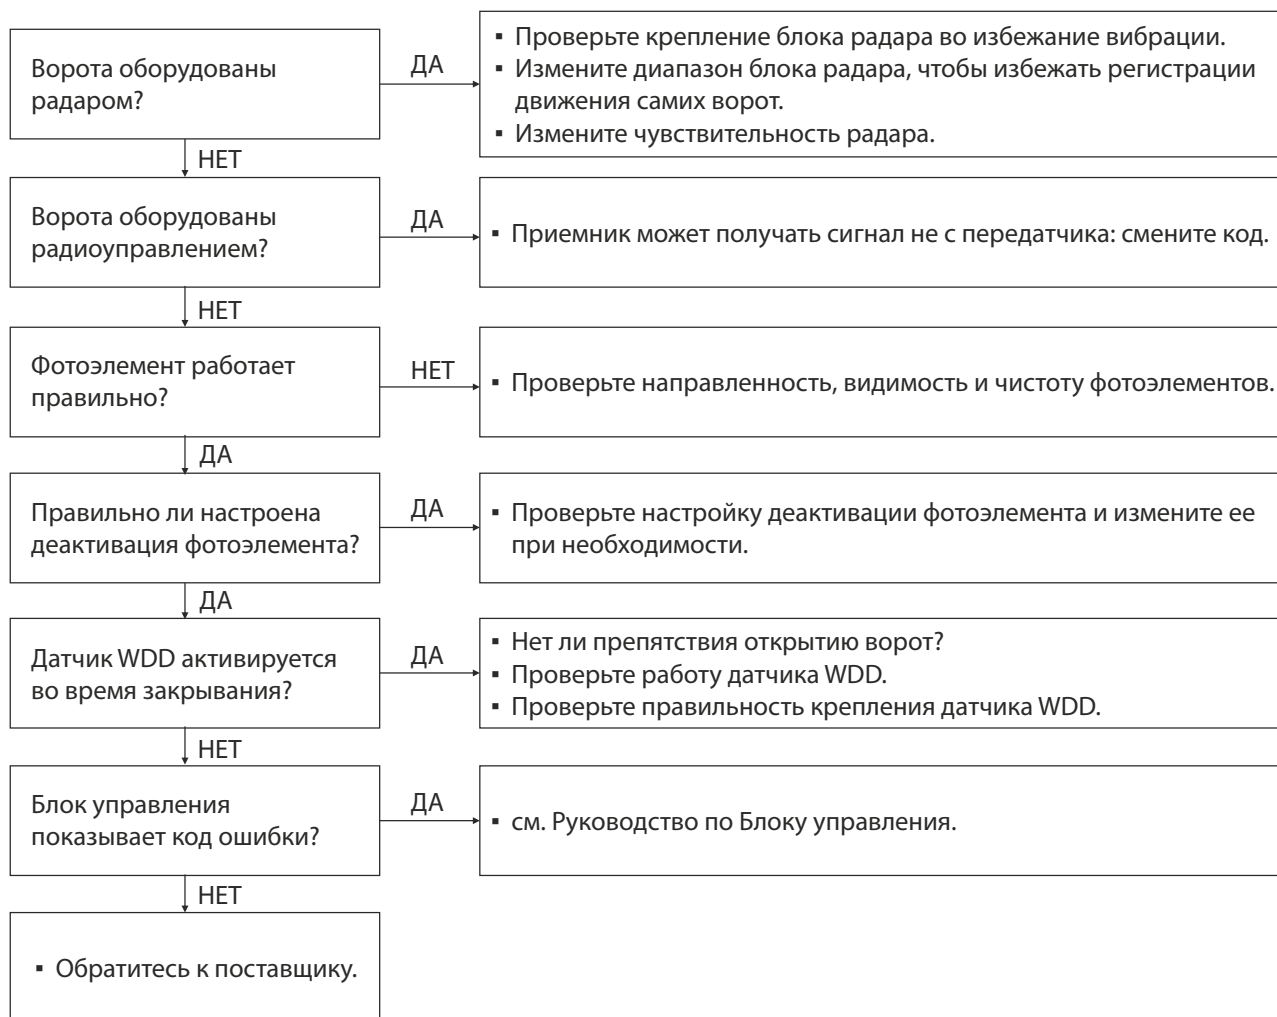 Ворота оборудованы
радаром?
ДА
▪ Проверьте крепление блока радара во избежание вибрации.
▪ Измените диапазон блока радара, чтобы избежать регистрации
движения самих ворот.
▪ Измените чувствительность радара.
НЕТ
Ворота оборудованы
радиоуправлением?
ДА
▪ Приемник может получать сигнал не с передатчика: смените код.
НЕТ
Фотоэлемент работает
правильно?
НЕТ
▪ Проверьте направленность, видимость и чистоту фотоэлементов.
ДА
Правильно ли настроена
деактивация фотоэлемента?
ДА
▪ Проверьте настройку деактивации фотоэлемента и измените ее
при необходимости.
ДА
Датчик WDD активируется
во время закрывания?
ДА
▪ Нет ли препятствия открытию ворот?
▪ Проверьте работу датчика WDD.
▪ Проверьте правильность крепления датчика WDD.
НЕТ
Блок управления
показывает код ошибки?
ДА
▪ см. Руководство по Блоку управления.
НЕТ
▪ Обратитесь к поставщику.